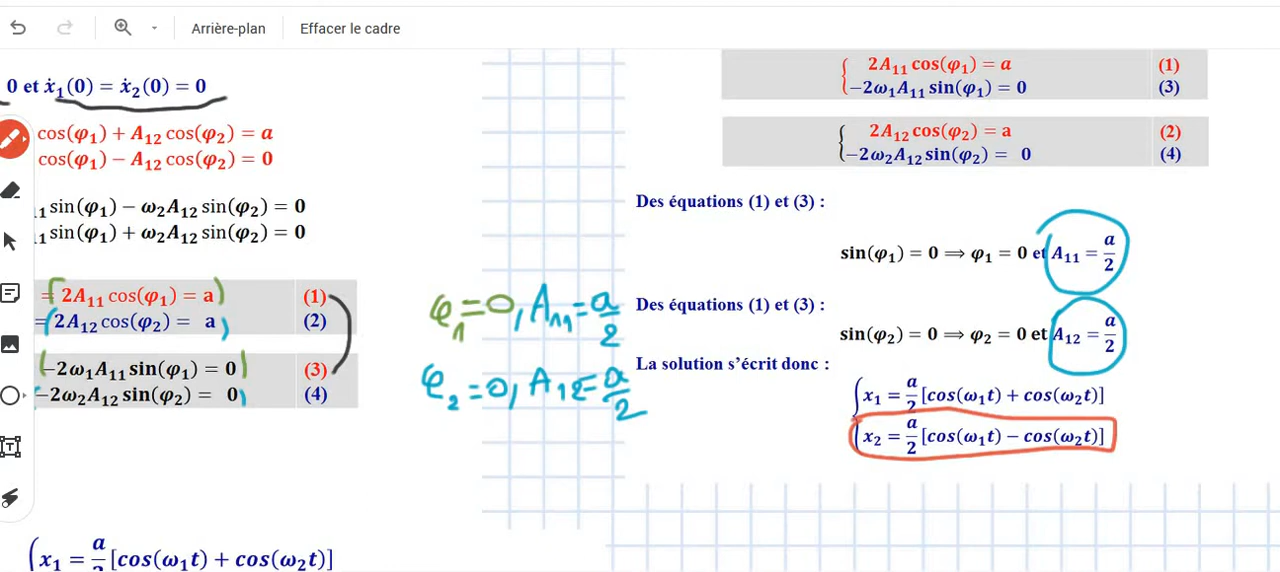 Arrière-plan
Effacer le cadre
0 et ẋ₁(0) = ẋ₂(0) = 0
cos(φ₁) + A₁₂ cos(φ₂) = a
cos(φ₁) − A₁₂ cos(φ₂) = 0
₁₁ sin(φ₁) − ω₂A₁₂ sin(φ₂) = 0
₁₁ sin(φ₁) + ω₂A₁₂ sin(φ₂) = 0
= 2A₁₁ cos(φ₁) = a (1)
= 2A₁₂ cos(φ₂) = a (2)
−2ω₁A₁₁ sin(φ₁) = 0 (3)
−2ω₂A₁₂ sin(φ₂) = 0 (4)
x₁ = a/2 [cos(ω₁t) + cos(ω₂t)]
φ₁ = 0, A₁₁ = a/2
φ₂ = 0, A₁₂ = a/2
2A₁₁ cos(φ₁) = a (1)
−2ω₁A₁₁ sin(φ₁) = 0 (3)
2A₁₂ cos(φ₂) = a (2)
−2ω₂A₁₂ sin(φ₂) = 0 (4)
Des équations (1) et (3) :
sin(φ₁) = 0 ⟹ φ₁ = 0 et A₁₁ = a/2
Des équations (1) et (3) :
sin(φ₂) = 0 ⟹ φ₂ = 0 et A₁₂ = a/2
La solution s'écrit donc :
x₁ = a/2 [cos(ω₁t) + cos(ω₂t)]
x₂ = a/2 [cos(ω₁t) − cos(ω₂t)]